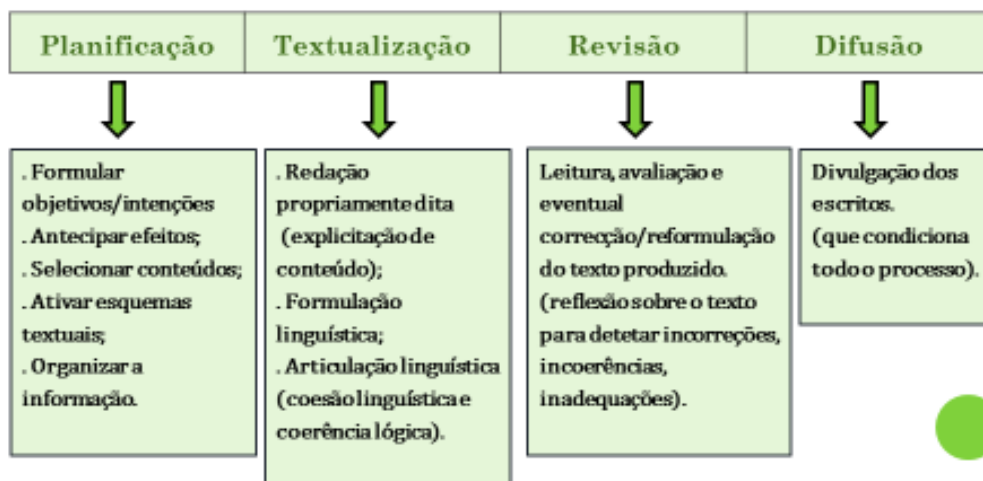 Planificação
Textualização
Revisão
Difusão
. Formular
objetivos/intenções
. Antecipar efeitos;
. Selecionar conteúdos;
. Ativar esquemas
textuais;
. Organizar a
informação.
. Redação
propriamente dita
(explicitação de
conteúdo);
. Formulação
linguística;
. Articulação linguística
(coesão linguística e
coerência lógica).
Leitura, avaliação e
eventual
correcção/reformulação
do texto produzido.
(reflexão sobre o texto
para detetar incorreções,
incoerências,
inadequações).
Divulgação dos
escritos.
(que condiciona
todo o processo).